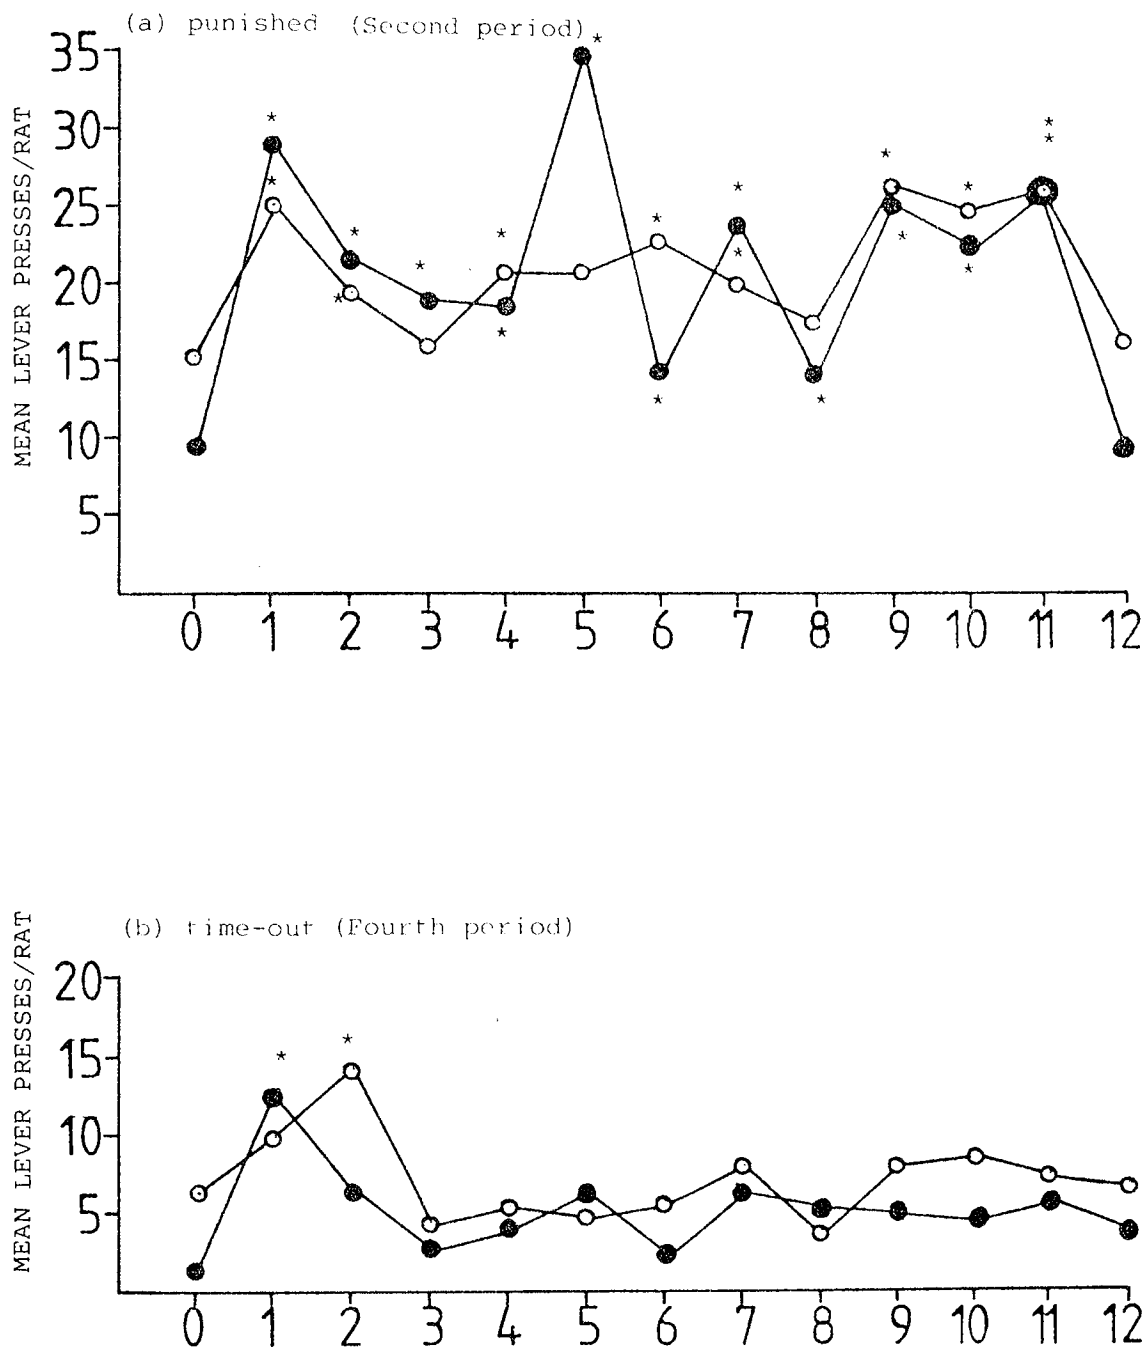 (a) punished (Second period)
MEAN LEVER PRESSES/RAT
35
30
25
20
15
10
5
0 1 2 3 4 5 6 7 8 9 10 11 12
(b) time-out (Fourth period)
MEAN LEVER PRESSES/RAT
20
15
10
5
0 1 2 3 4 5 6 7 8 9 10 11 12